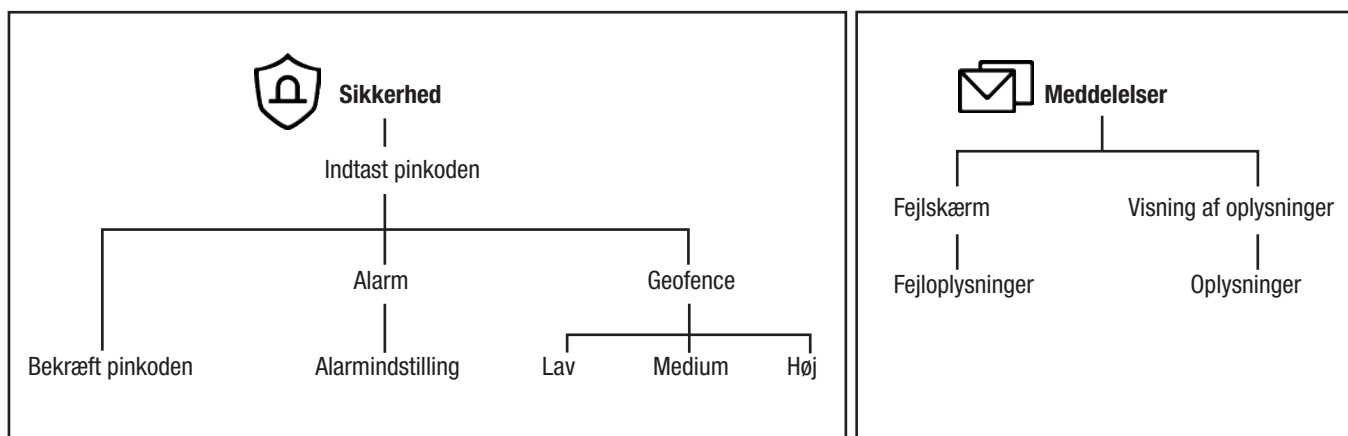 Sikkerhed
Indtast pinkoden
Alarm
Geofence
Bekræft pinkoden
Alarmindstilling
Lav
Medium
Høj
Meddelelser
Fejlskærm
Visning af oplysninger
Fejloplysninger
Oplysninger